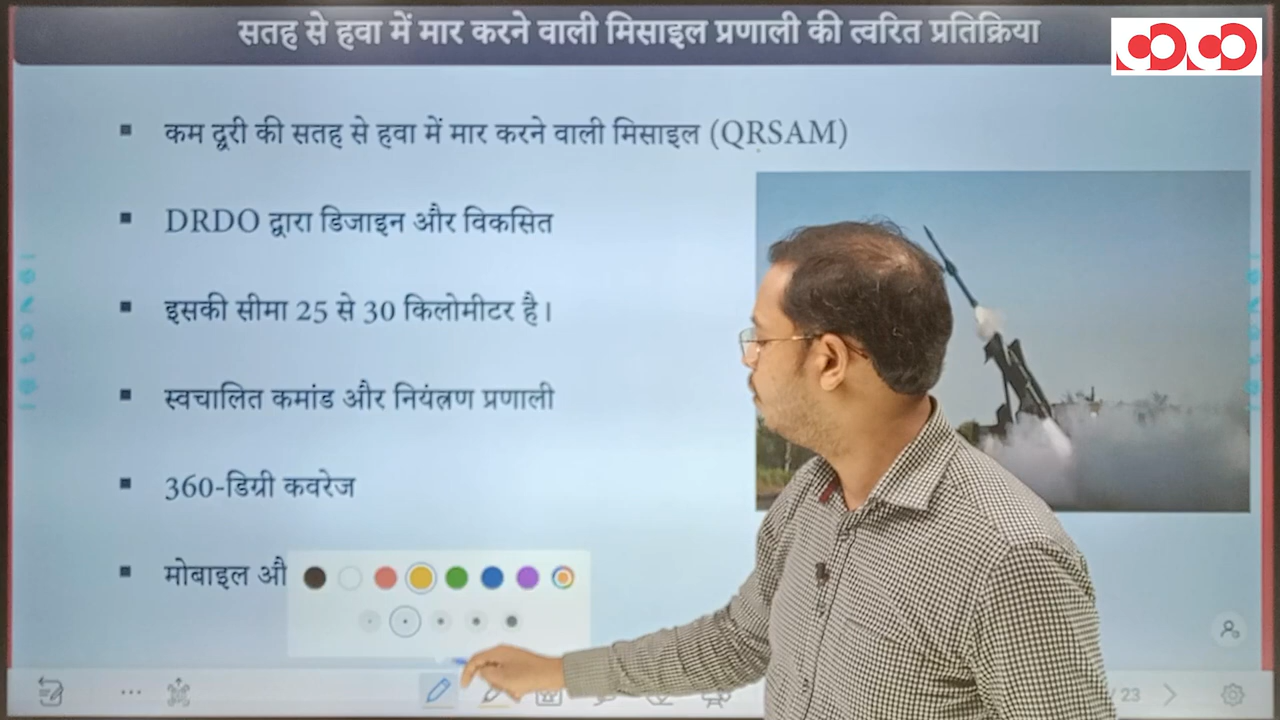 सतह से हवा में मार करने वाली मिसाइल प्रणाली की त्वरित प्रतिक्रिया
कम दूरी की सतह से हवा में मार करने वाली मिसाइल (QRSAM)
DRDO द्वारा डिजाइन और विकसित
इसकी सीमा 25 से 30 किलोमीटर है।
स्वचालित कमांड और नियंत्रण प्रणाली
360-डिग्री कवरेज
मोबाइल औ
/ 23